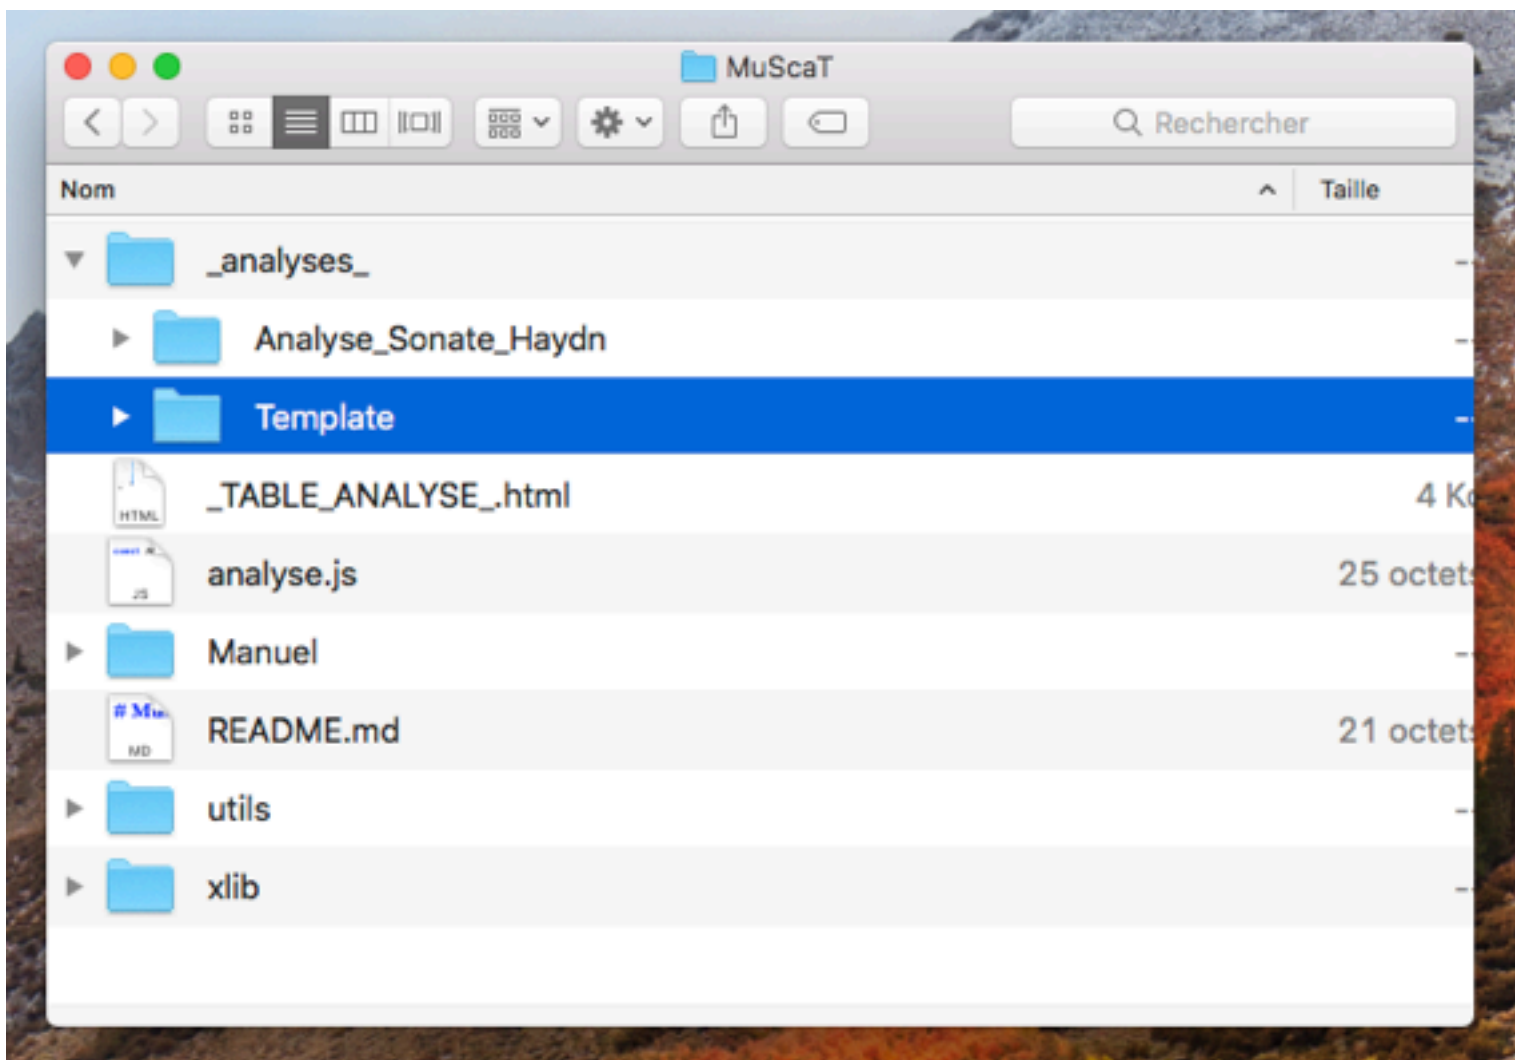 MuScaT
Rechercher
Nom Taille
_analyses_ --
Analyse_Sonate_Haydn --
Template --
HTML _TABLE_ANALYSE_.html 4 Ko
JS analyse.js 25 octets
Manuel --
# Mu
MD README.md 21 octets
utils --
xlib --